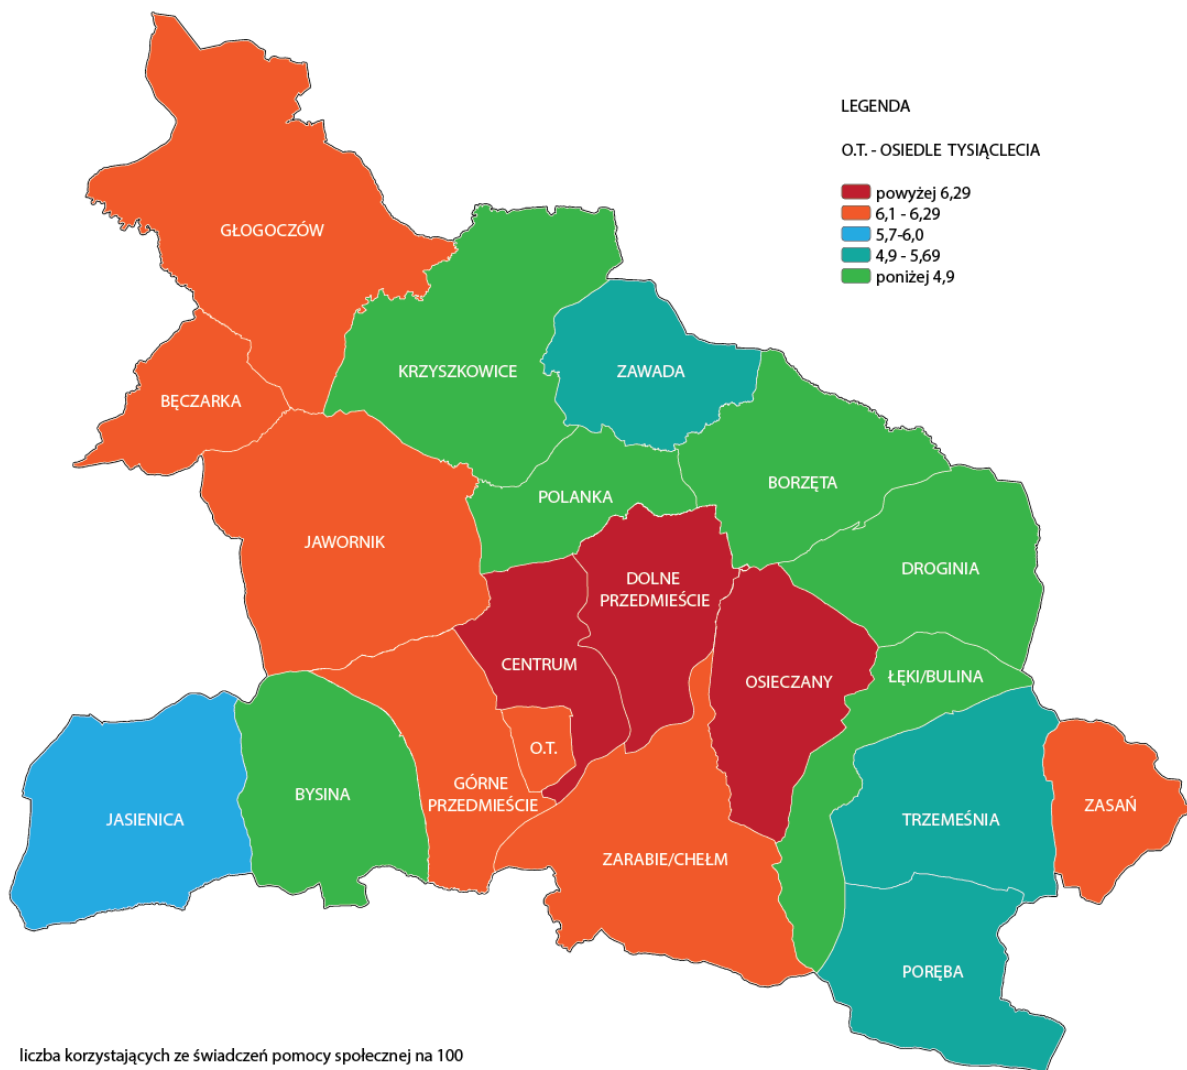 LEGENDA
O.T. - OSIEDLE TYSIĄCLECIA
powyżej 6,29
6,1 - 6,29
5,7-6,0
4,9 - 5,69
poniżej 4,9
GŁOGOCZÓW
KRZYSZKOWICE
ZAWADA
BĘCZARKA
BORZĘTA
POLANKA
JAWORNIK
DROGINIA
DOLNE
PRZEDMIEŚCIE
CENTRUM
OSIECZANY
ŁĘKI/BULINA
O.T.
GÓRNE
PRZEDMIEŚCIE
BYSINA
JASIENICA
TRZEMEŚNIA
ZASAŃ
ZARABIE/CHEŁM
PORĘBA
liczba korzystających ze świadczeń pomocy społecznej na 100